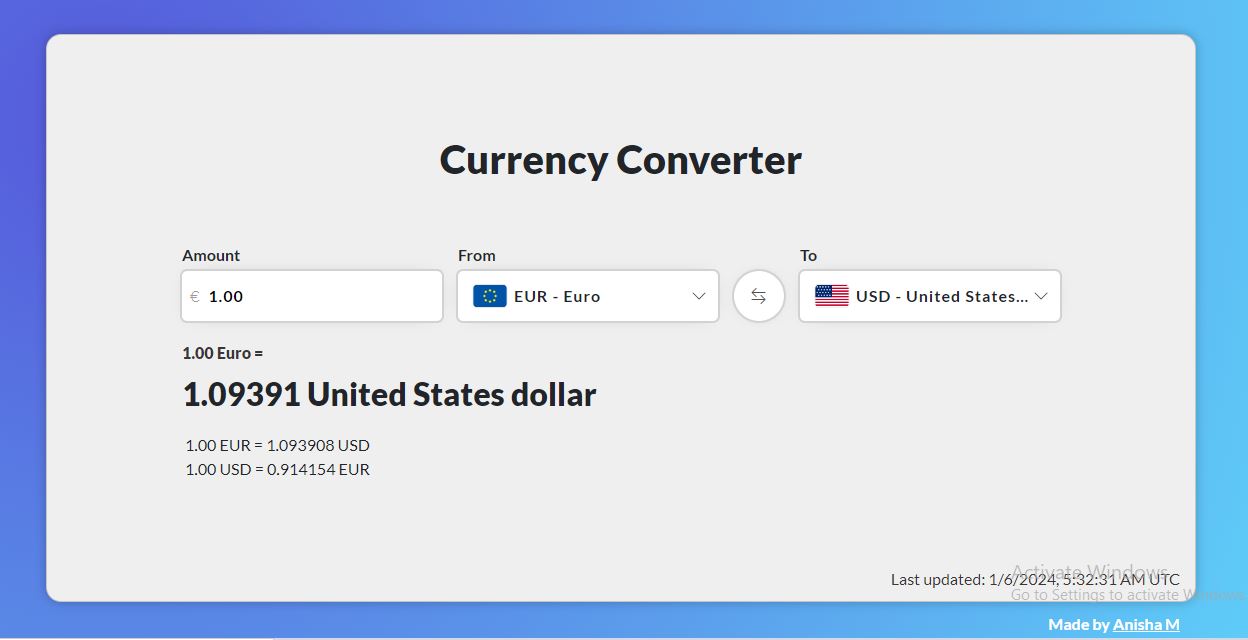 Currency Converter
Amount
From
To
€ 1.00
EUR - Euro
USD - United States...
1.00 Euro =
1.09391 United States dollar
1.00 EUR = 1.093908 USD
1.00 USD = 0.914154 EUR
Activate Windows
Last updated: 1/6/2024, 5:32:31 AM UTC
Go to Settings to activate Windows.
Made by Anisha M